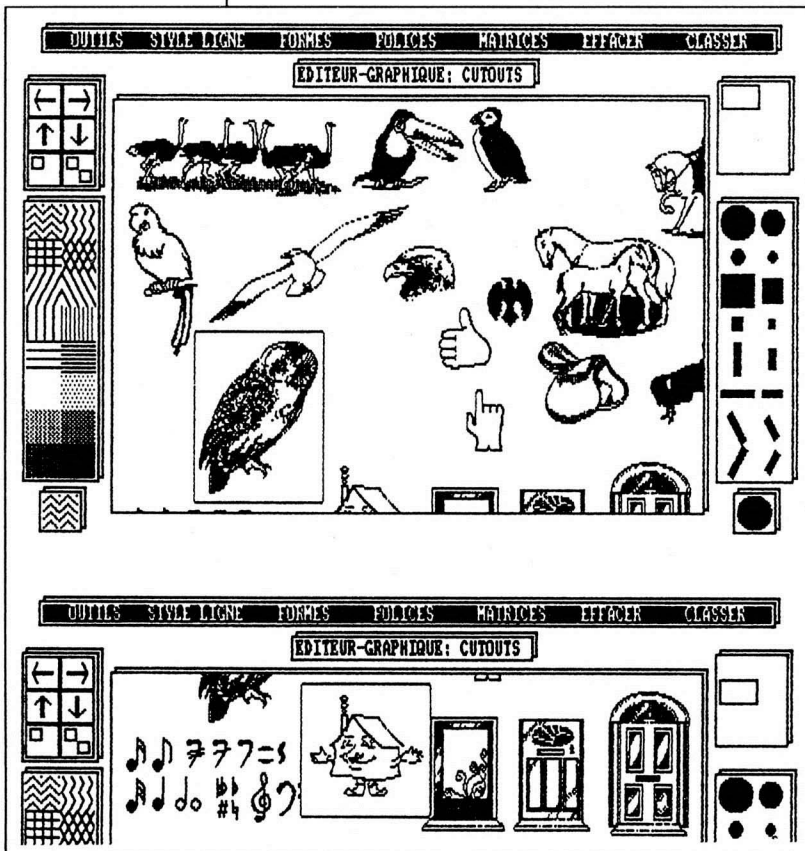 OUTILS STYLE LIGNE FORMES POLICES MATRICES EFFACER CLASSER
EDITEUR-GRAPHIQUE: CUTOUTS
OUTILS STYLE LIGNE FORMES POLICES MATRICES EFFACER CLASSER
EDITEUR-GRAPHIQUE: CUTOUTS